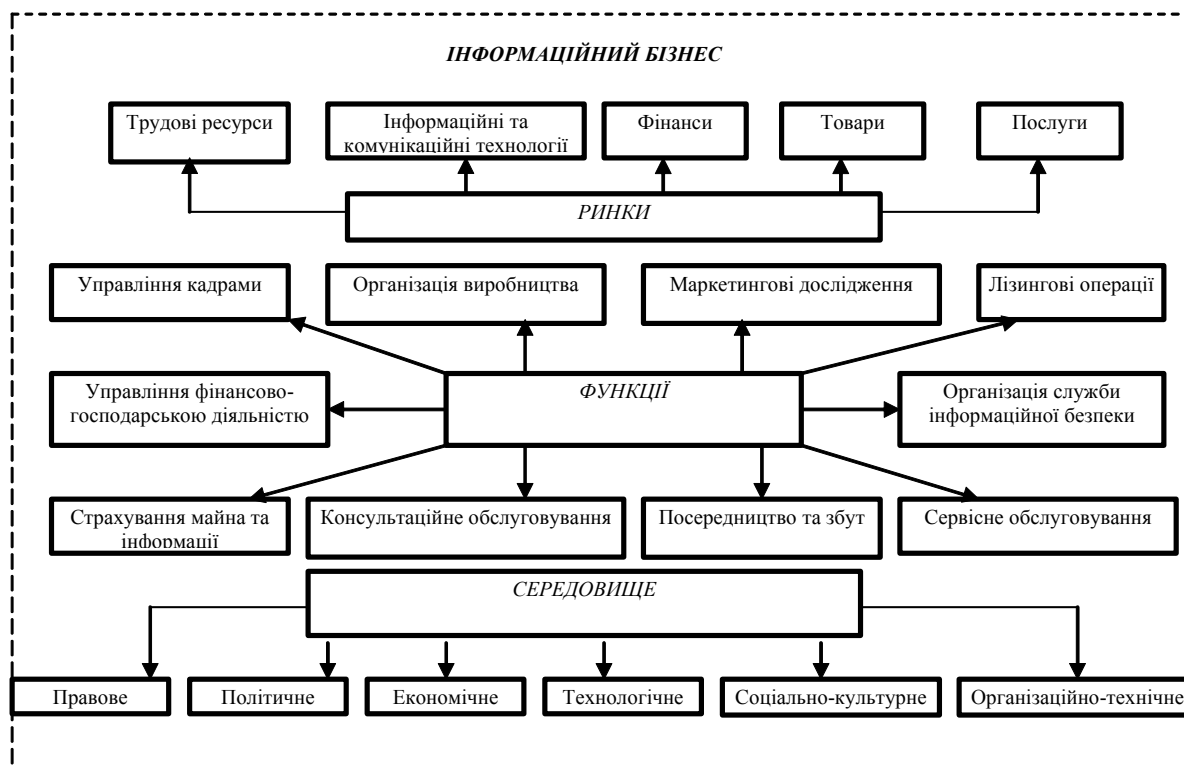 ІНФОРМАЦІЙНИЙ БІЗНЕС
Трудові ресурси
Інформаційні та
комунікаційні технології
Фінанси
Товари
Послуги
РИНКИ
Управління кадрами
Організація виробництва
Маркетингові дослідження
Лізингові операції
Управління фінансово-
господарською діяльністю
ФУНКЦІЇ
Організація служби
інформаційної безпеки
Страхування майна та
інформації
Консультаційне обслуговування
Посередництво та збут
Сервісне обслуговування
СЕРЕДОВИЩЕ
Правове
Політичне
Економічне
Технологічне
Соціально-культурне
Організаційно-технічне